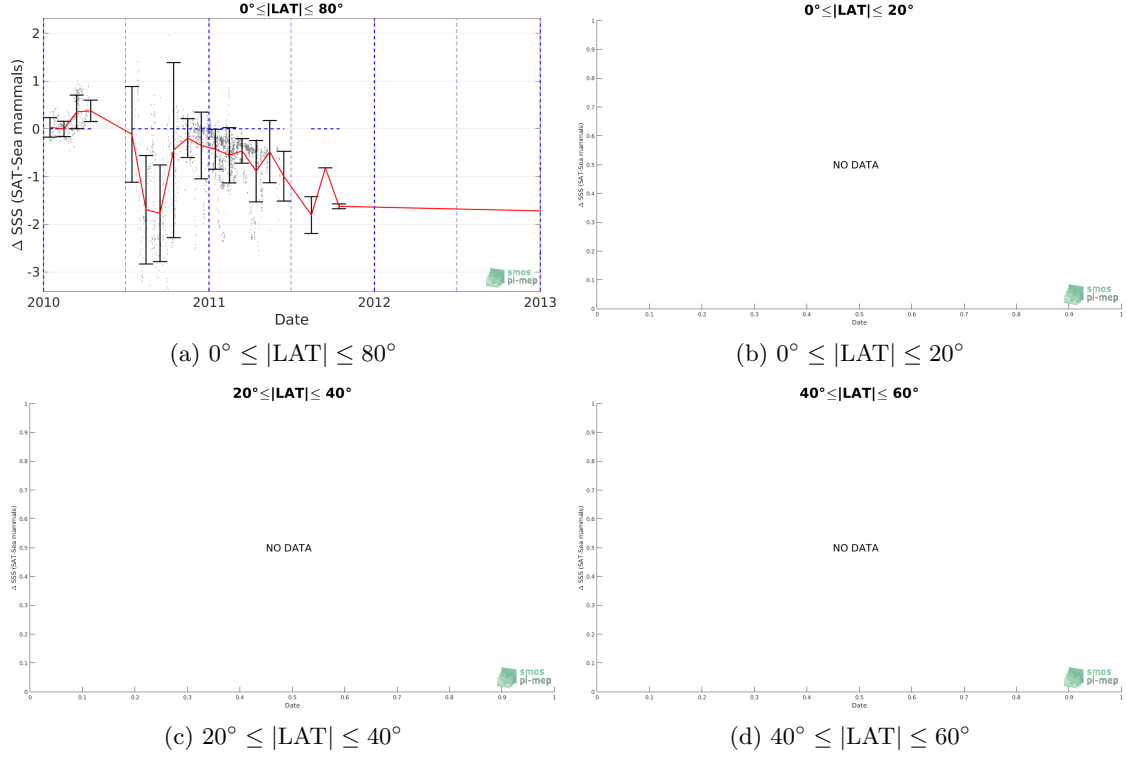 0°≤|LAT|≤ 80°
Δ SSS (SAT-Sea mammals)
2
1
0
-1
-2
-3
2010
2011
2012
2013
Date
smos
pi-mep
(a) 0° ≤ |LAT| ≤ 80°
0°≤|LAT|≤ 20°
Δ SSS (SAT-Sea mammals)
1
0.9
0.8
0.7
0.6
0.5
0.4
0.3
0.2
0.1
0
NO DATA
0
0.1
0.2
0.3
0.4
0.5
0.6
0.7
0.8
0.9
1
Date
smos
pi-mep
(b) 0° ≤ |LAT| ≤ 20°
20°≤|LAT|≤ 40°
Δ SSS (SAT-Sea mammals)
1
0.9
0.8
0.7
0.6
0.5
0.4
0.3
0.2
0.1
0
NO DATA
0
0.1
0.2
0.3
0.4
0.5
0.6
0.7
0.8
0.9
1
Date
smos
pi-mep
(c) 20° ≤ |LAT| ≤ 40°
40°≤|LAT|≤ 60°
Δ SSS (SAT-Sea mammals)
1
0.9
0.8
0.7
0.6
0.5
0.4
0.3
0.2
0.1
0
NO DATA
0
0.1
0.2
0.3
0.4
0.5
0.6
0.7
0.8
0.9
1
Date
smos
pi-mep
(d) 40° ≤ |LAT| ≤ 60°